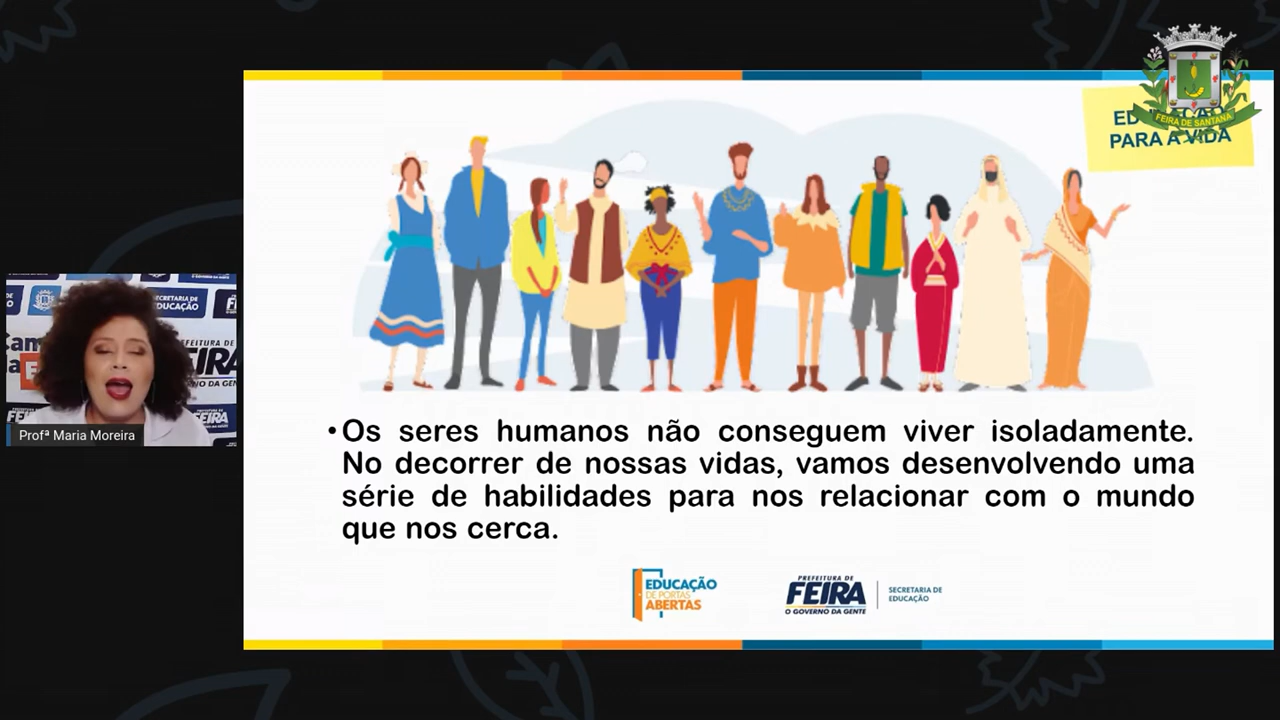 FEIRA DE SANTANA
EDUCAÇÃO
PARA A VIDA
SECRETARIA DE
EDUCAÇÃO
PREFEITURA DE
FEIRA
Profª Maria Moreira
• Os seres humanos não conseguem viver isoladamente.
No decorrer de nossas vidas, vamos desenvolvendo uma
série de habilidades para nos relacionar com o mundo
que nos cerca.
EDUCAÇÃO
DE PORTAS
ABERTAS
PREFEITURA DE
FEIRA
O GOVERNO DA GENTE
SECRETARIA DE
EDUCAÇÃO